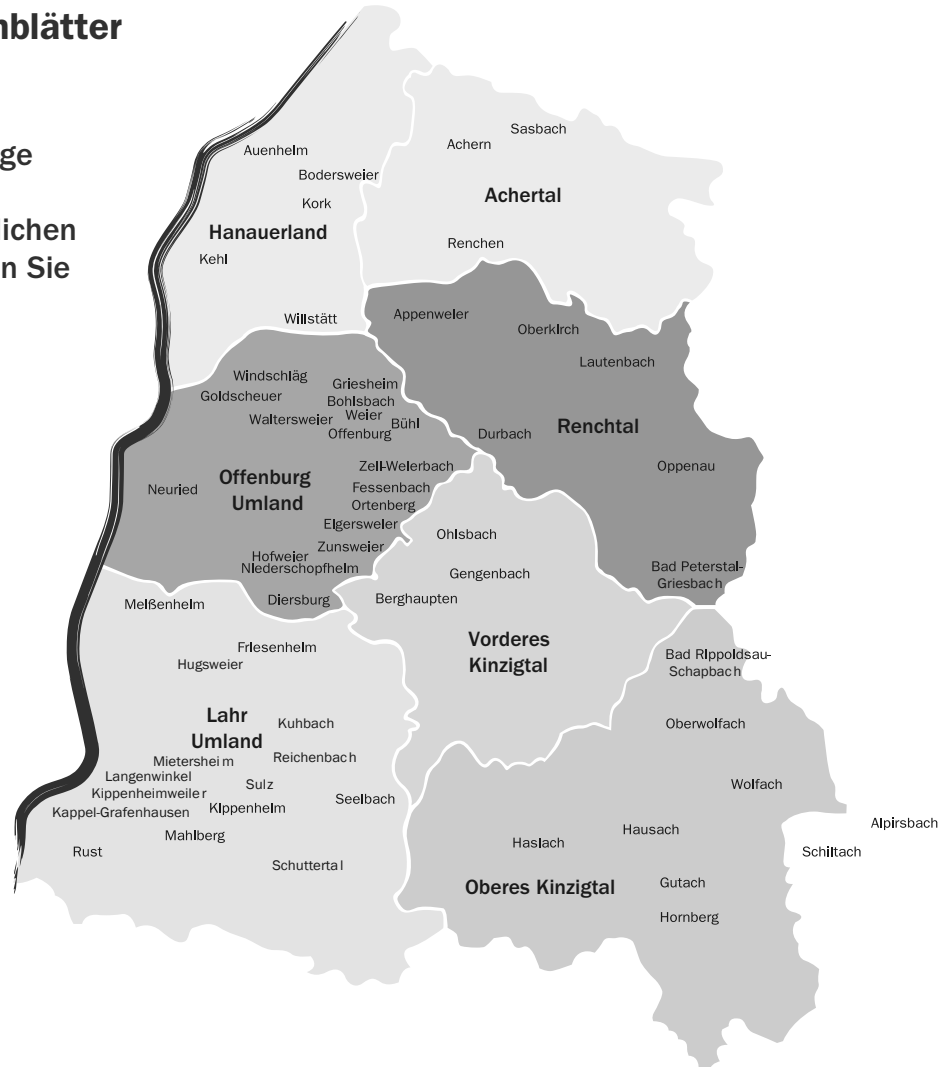 nblätter
ge
lichen
n Sie
Sasbach
Achern
Auenheim
Bodersweier
Achertal
Kork
Hanauerland
Renchen
Kehl
Willstätt
Appenweier
Oberkirch
Lautenbach
Windschläg
Griesheim
Goldscheuer
Bohlsbach
Weier
Waltersweier
Bühl
Offenburg
Durbach
Renchtal
Zell-Weierbach
Oppenau
Offenburg
Umland
Neuried
Fessenbach
Ortenberg
Elgersweier
Ohlsbach
Zunsweier
Hofweier
Niederschopfheim
Gengenbach
Bad Peterstal-
Griesbach
Diersburg
Berghaupten
Meißenheim
Vorderes
Kinzigtal
Friesenheim
Hugsweier
Bad Rippoldsau-
Schapbach
Lahr
Umland
Kuhbach
Oberwolfach
Mietersheim
Reichenbach
Langenwinkel
Sulz
Wolfach
Kippenheimweiler
Seelbach
Kippenheim
Kappel-Grafenhausen
Alpirsbach
Mahlberg
Hausach
Haslach
Rust
Schiltach
Schuttertal
Oberes Kinzigtal
Gutach
Hornberg